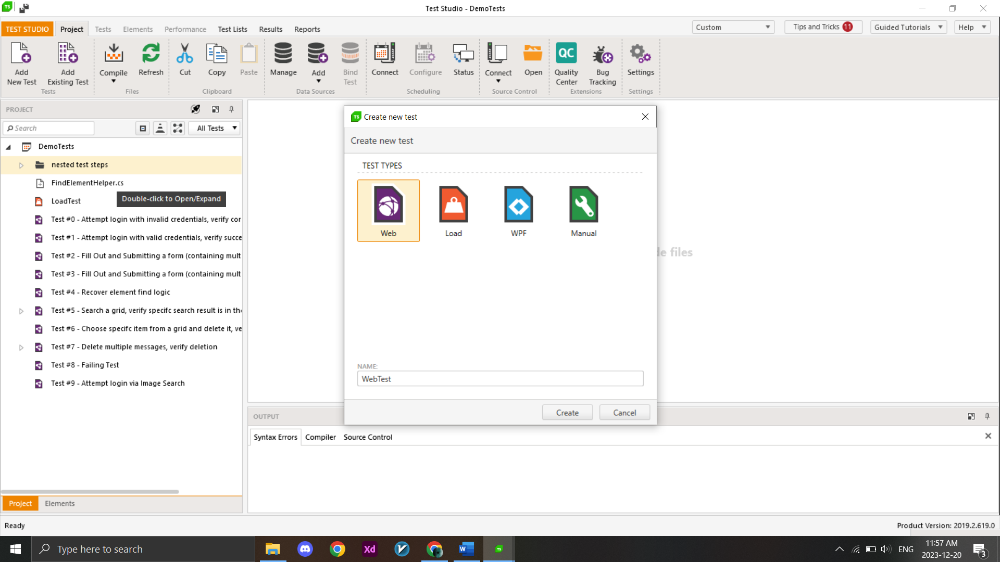 Test Studio - DemoTests
TEST STUDIO Project Tests Elements Performance Test Lists Results Reports
Custom Tips and Tricks 11 Guided Tutorials Help
Add New Test
Add Existing Test
Compile
Refresh
Cut
Copy
Paste
Manage
Add
Bind Test
Connect
Configure
Status
Connect
Open
QC
Quality Center
Bug Tracking
Settings
Tests Files Clipboard Data Sources Scheduling Source Control Extensions Settings
PROJECT
Search
All Tests
DemoTests
nested test steps
FindElementHelper.cs
LoadTest
Double-click to Open/Expand
Test #0 - Attempt login with invalid credentials, verify cor
Test #1 - Attempt login with valid credentials, verify succe
Test #2 - Fill Out and Submitting a form (containing mult
Test #3 - Fill Out and Submitting a form (containing mult
Test #4 - Recover element find logic
Test #5 - Search a grid, verify specifc search result is in the
Test #6 - Choose specifc item from a grid and delete it, ve
Test #7 - Delete multiple messages, verify deletion
Test #8 - Failing Test
Test #9 - Attempt login via Image Search
Project Elements
TS Create new test
Create new test
TEST TYPES
Web Load WPF Manual
NAME:
WebTest
Create Cancel
files
OUTPUT
Syntax Errors Compiler Source Control
Ready
Product Version: 2019.2.619.0
Type here to search
Xd
ENG
11:57 AM
2023-12-20
3